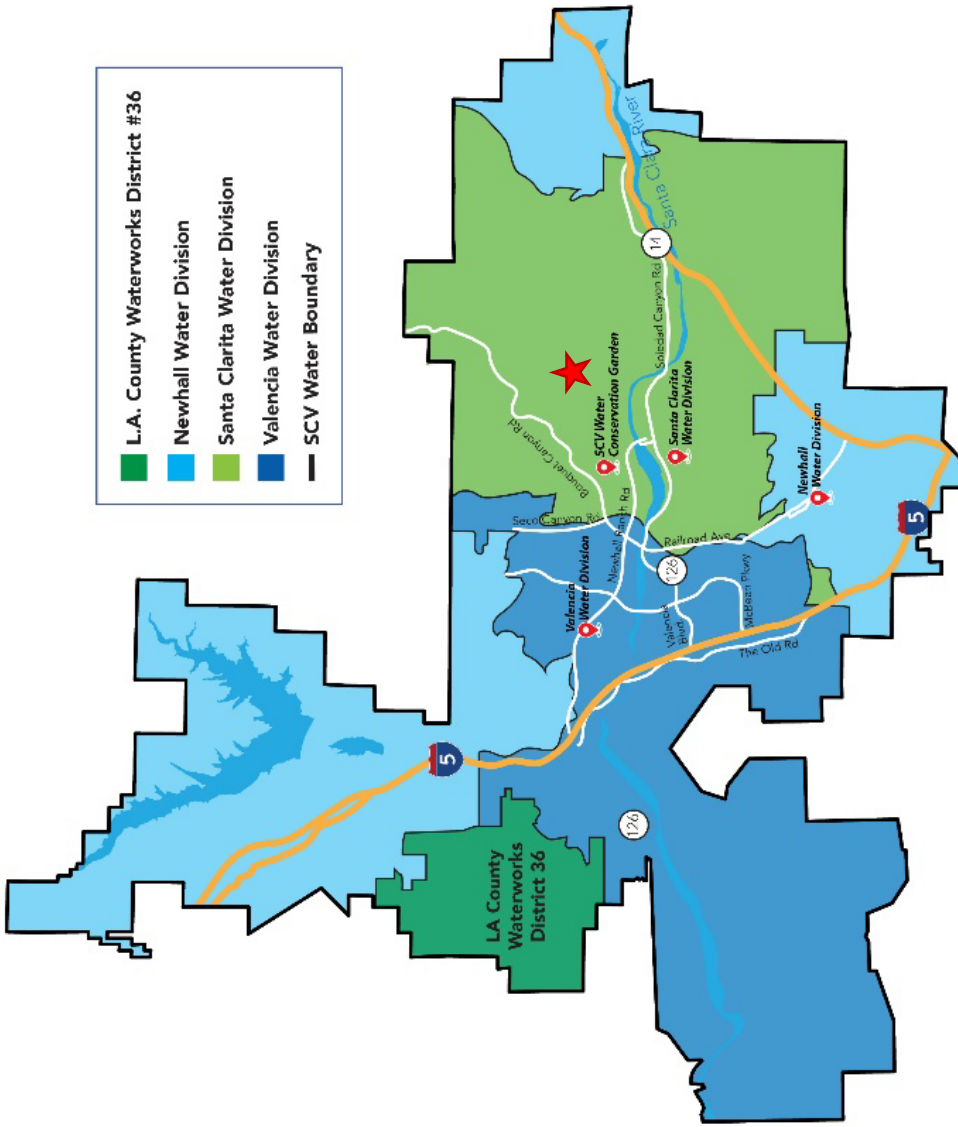 L.A. County Waterworks District #36
Newhall Water Division
Santa Clarita Water Division
Valencia Water Division
SCV Water Boundary
5
LA County
Waterworks
District 36
126
Valencia
Water Division
Seco Canyon Rd
Bouquet Canyon Rd
SCV Water
Conservation Garden
Newhall Ranch Rd
Santa Clarita
Water Division
Soledad Canyon Rd
14
Santa Clara River
126
Valencia
Blvd
McBean Pkwy
The Old Rd
Railroad Ave
Newhall
Water Division
5